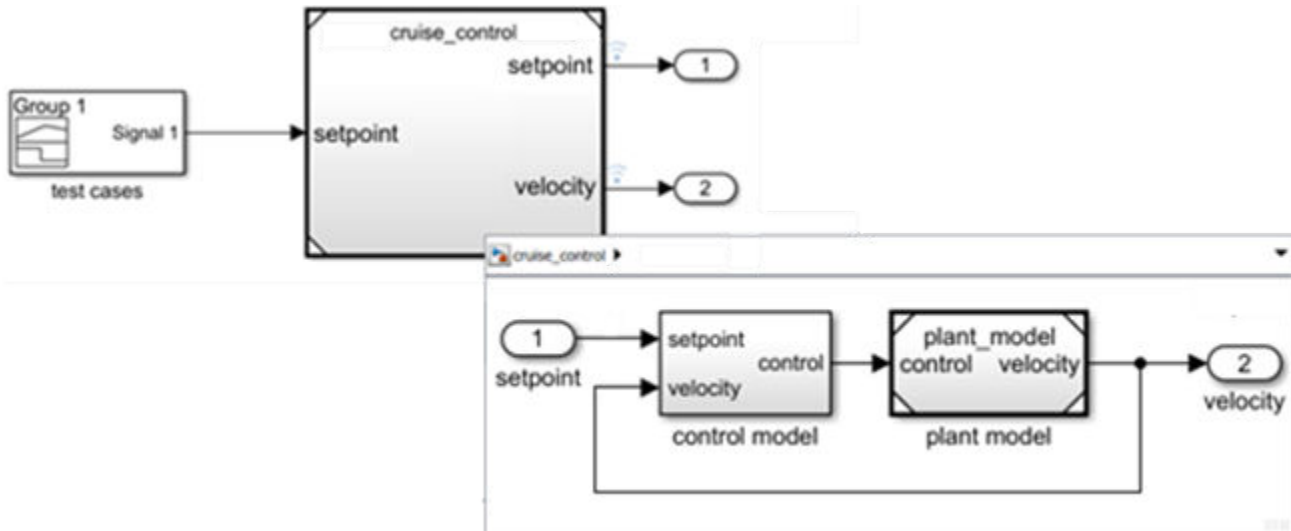 cruise_control
setpoint
1
Group 1
Signal 1
setpoint
test cases
velocity
2
cruise_control
1
setpoint
setpoint
velocity
control
control model
plant_model
control velocity
plant model
2
velocity